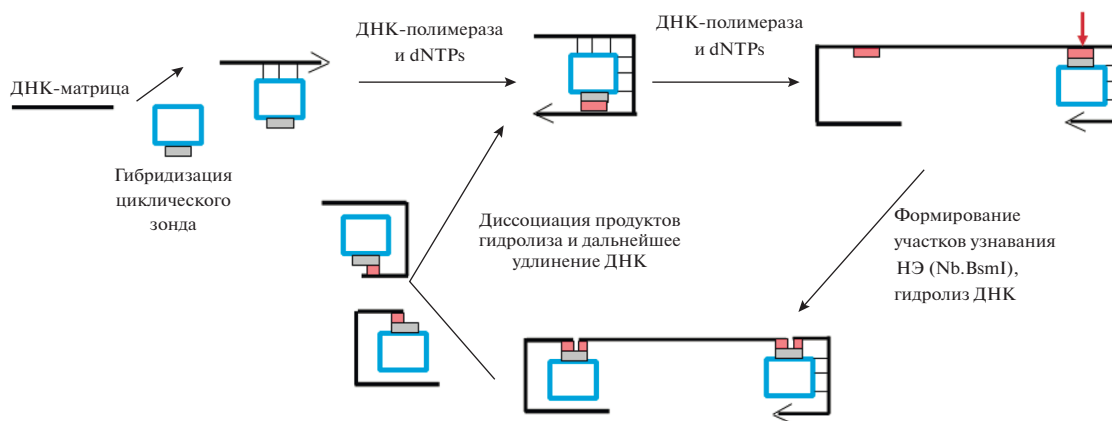 ДНК-матрица
Гибридизация
циклического
зонда
ДНК-полимераза
и dNTPs
ДНК-полимераза
и dNTPs
Диссоциация продуктов
гидролиза и дальнейшее
удлинение ДНК
Формирование
участков узнавания
НЭ (Nb.BsmI),
гидролиз ДНК